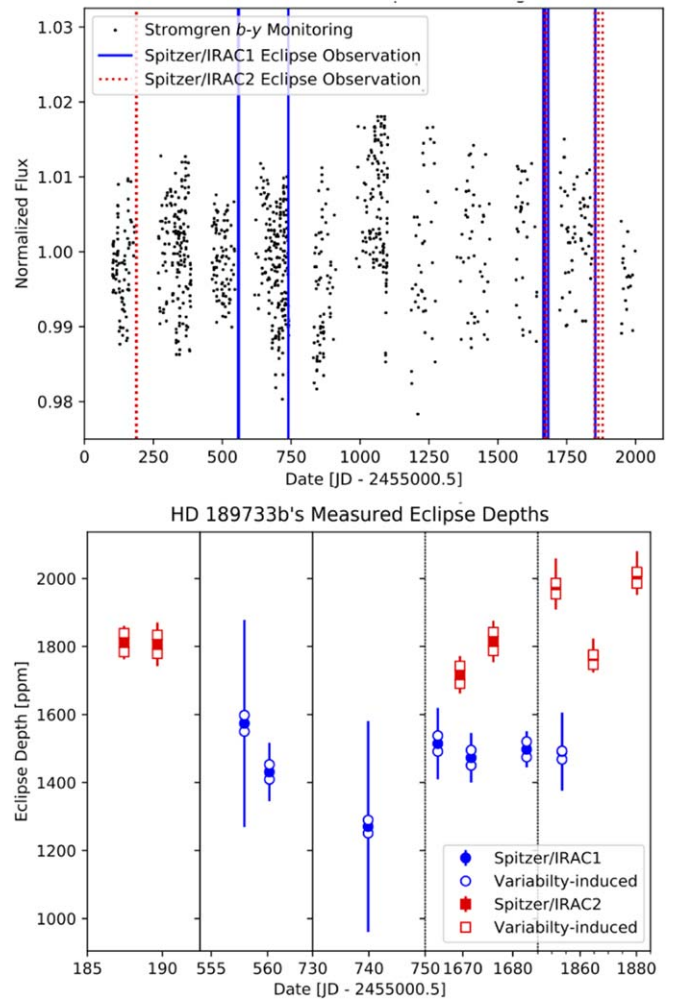 1.03
1.02
1.01
1.00
0.99
0.98
Normalized Flux
Stromgren b-y Monitoring
Spitzer/IRAC1 Eclipse Observation
Spitzer/IRAC2 Eclipse Observation
0 250 500 750 1000 1250 1500 1750 2000
Date [JD - 2455000.5]
HD 189733b's Measured Eclipse Depths
2000
1800
1600
1400
1200
1000
Eclipse Depth [ppm]
Spitzer/IRAC1
Variabilty-induced
Spitzer/IRAC2
Variabilty-induced
185 190 555 560 730 740 750 1670 1680 1860 1880
Date [JD - 2455000.5]